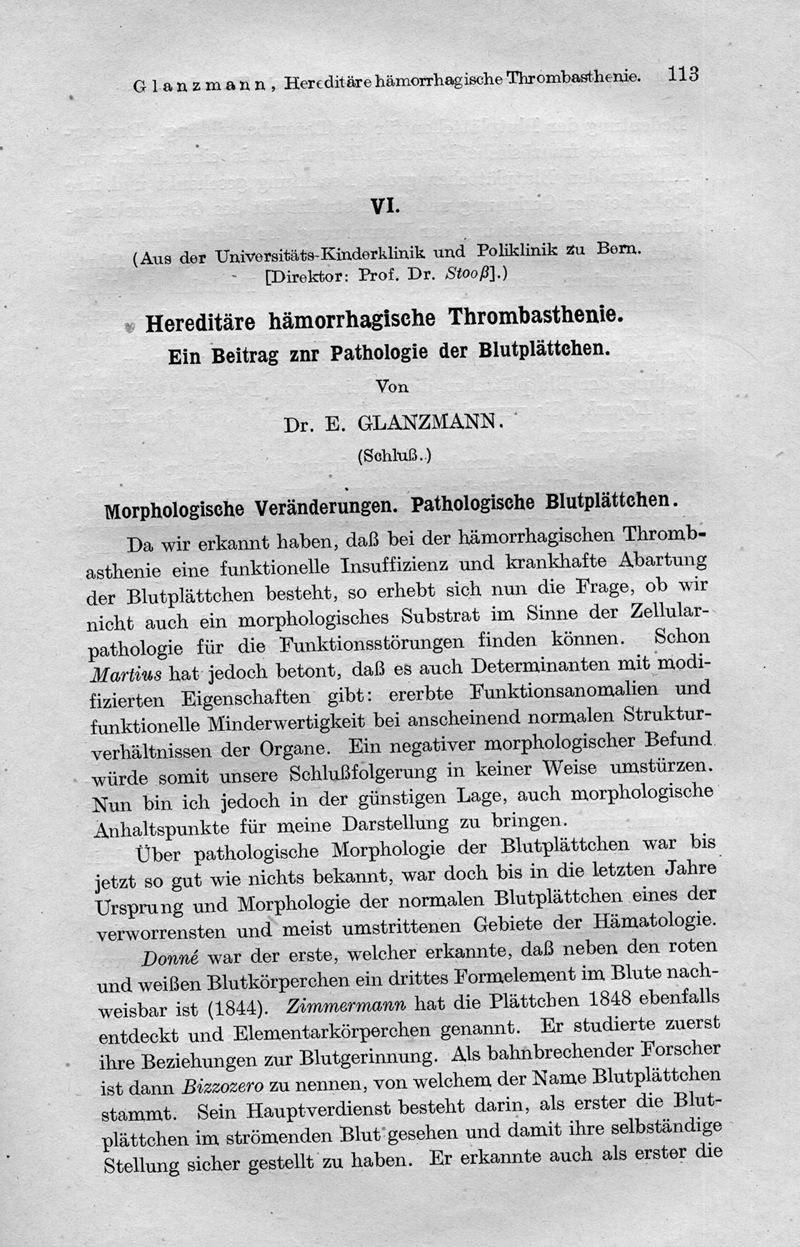 Glanzmann, Hereditäre hämorrhagische Thrombasthenie. 113
VI.
(Aus der Universitäts-Kinderklinik und Poliklinik zu Bern.
[Direktor: Prof. Dr. Stooß].)
Hereditäre hämorrhagische Thrombasthenie.
Ein Beitrag znr Pathologie der Blutplättchen.
Von
Dr. E. GLANZMANN.
(Schluß.)
Morphologische Veränderungen. Pathologische Blutplättchen.
Da wir erkannt haben, daß bei der hämorrhagischen Thromb-
asthenie eine funktionelle Insuffizienz und krankhafte Abartung
der Blutplättchen besteht, so erhebt sich nun die Frage, ob wir
nicht auch ein morphologisches Substrat im Sinne der Zellular-
pathologie für die Funktionsstörungen finden können. Schon
Martius hat jedoch betont, daß es auch Determinanten mit modi-
fizierten Eigenschaften gibt: ererbte Funktionsanomalien und
funktionelle Minderwertigkeit bei anscheinend normalen Struktur-
verhältnissen der Organe. Ein negativer morphologischer Befund
würde somit unsere Schlußfolgerung in keiner Weise umstürzen.
Nun bin ich jedoch in der günstigen Lage, auch morphologische
Anhaltspunkte für meine Darstellung zu bringen.
Über pathologische Morphologie der Blutplättchen war bis
jetzt so gut wie nichts bekannt, war doch bis in die letzten Jahre
Ursprung und Morphologie der normalen Blutplättchen eines der
verworrensten und meist umstrittenen Gebiete der Hämatologie.
Donné war der erste, welcher erkannte, daß neben den roten
und weißen Blutkörperchen ein drittes Formelement im Blute nach-
weisbar ist (1844). Zimmermann hat die Plättchen 1848 ebenfalls
entdeckt und Elementarkörperchen genannt. Er studierte zuerst
ihre Beziehungen zur Blutgerinnung. Als bahnbrechender Forscher
ist dann Bizzozero zu nennen, von welchem der Name Blutplättchen
stammt. Sein Hauptverdienst besteht darin, als erster die Blut-
plättchen im strömenden Blut gesehen und damit ihre selbständige
Stellung sicher gestellt zu haben. Er erkannte auch als erster die